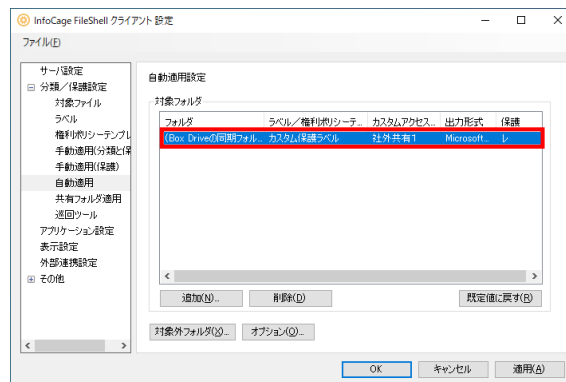 InfoCage FileShell クライアント 設定
ファイル(F)
サーバ設定
分類／保護設定
対象ファイル
ラベル
権利ポリシーテンプレ
手動適用(分類と保
手動適用(保護)
自動適用
共有フォルダ適用
巡回ツール
アプリケーション設定
表示設定
外部連携設定
その他
自動適用設定
対象フォルダ
フォルダ ラベル／権利ポリシーテ... カスタムアクセス... 出力形式 保護
(Box Driveの同期フォル... カスタム保護ラベル 社外共有1 Microsoft... レ
追加(N)... 削除(D) 既定値に戻す(R)
対象外フォルダ(X)... オプション(O)...
OK キャンセル 適用(A)